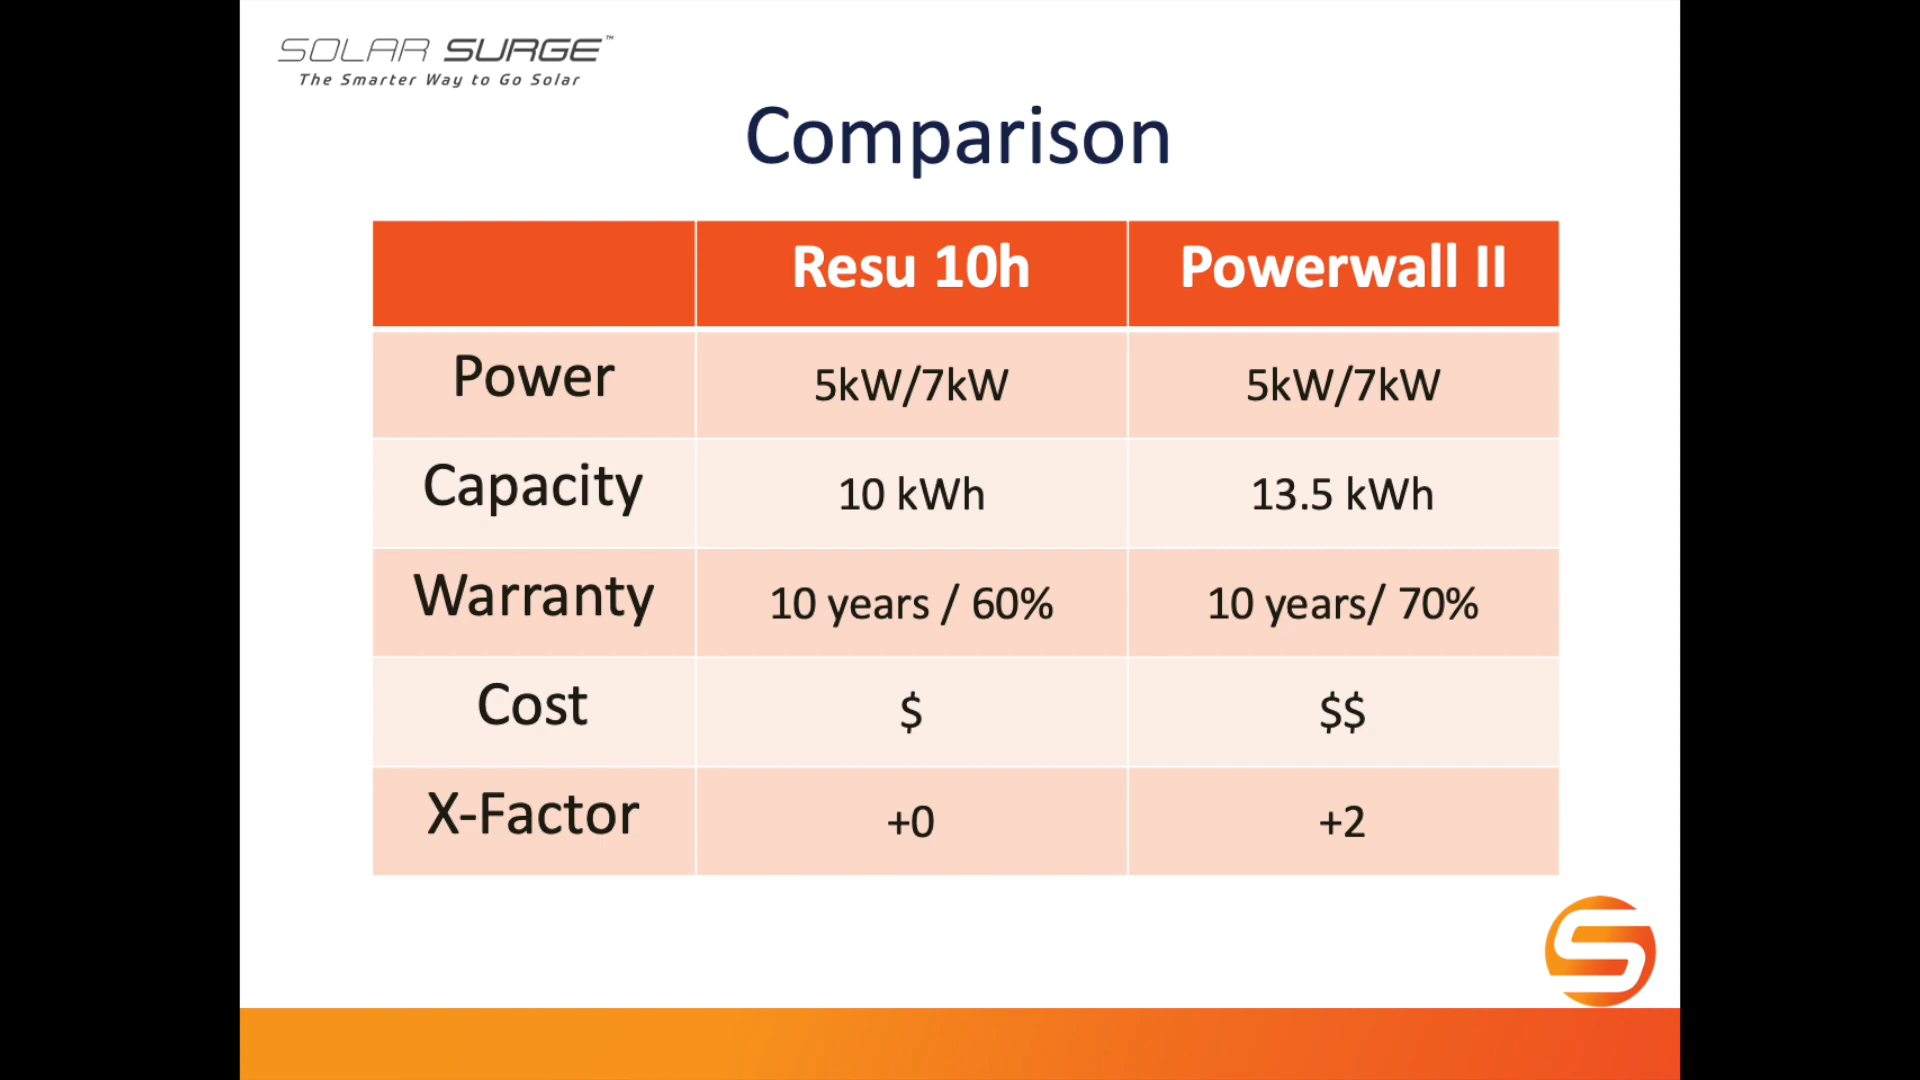 SOLAR SURGE™
The Smarter Way to Go Solar
Comparison
Resu 10h Powerwall II
Power 5kW/7kW 5kW/7kW
Capacity 10 kWh 13.5 kWh
Warranty 10 years / 60% 10 years/ 70%
Cost $ $$
X-Factor +0 +2